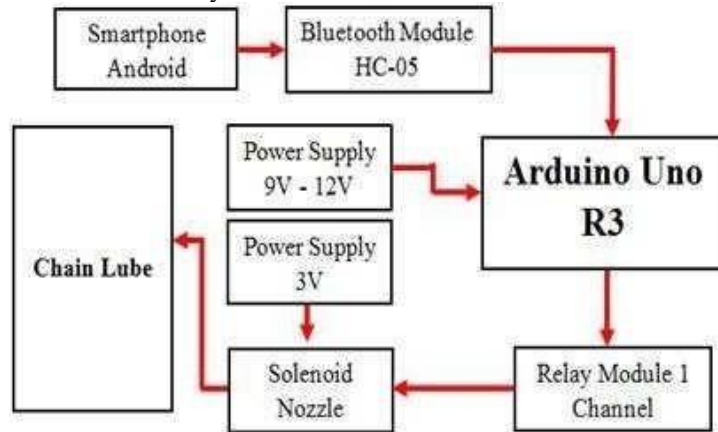 Smartphone
Android
Bluetooth Module
HC-05
Power Supply
9V - 12V
Arduino Uno
R3
Power Supply
3V
Chain Lube
Solenoid
Nozzle
Relay Module 1
Channel